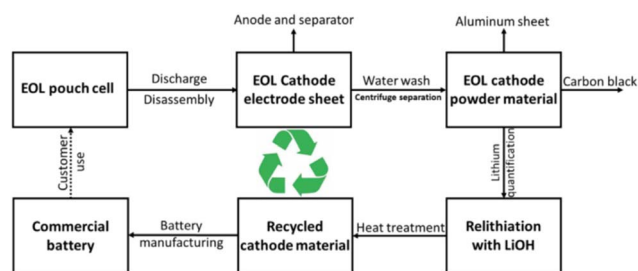 Anode and separator
Aluminum sheet
EOL pouch cell
Discharge
Disassembly
EOL Cathode
electrode sheet
Water wash
Centrifuge separation
EOL cathode
powder material
Carbon black
Customer
use
Lithium
quantification
Commercial
battery
Battery
manufacturing
Recycled
cathode material
Heat treatment
Relithiation
with LiOH